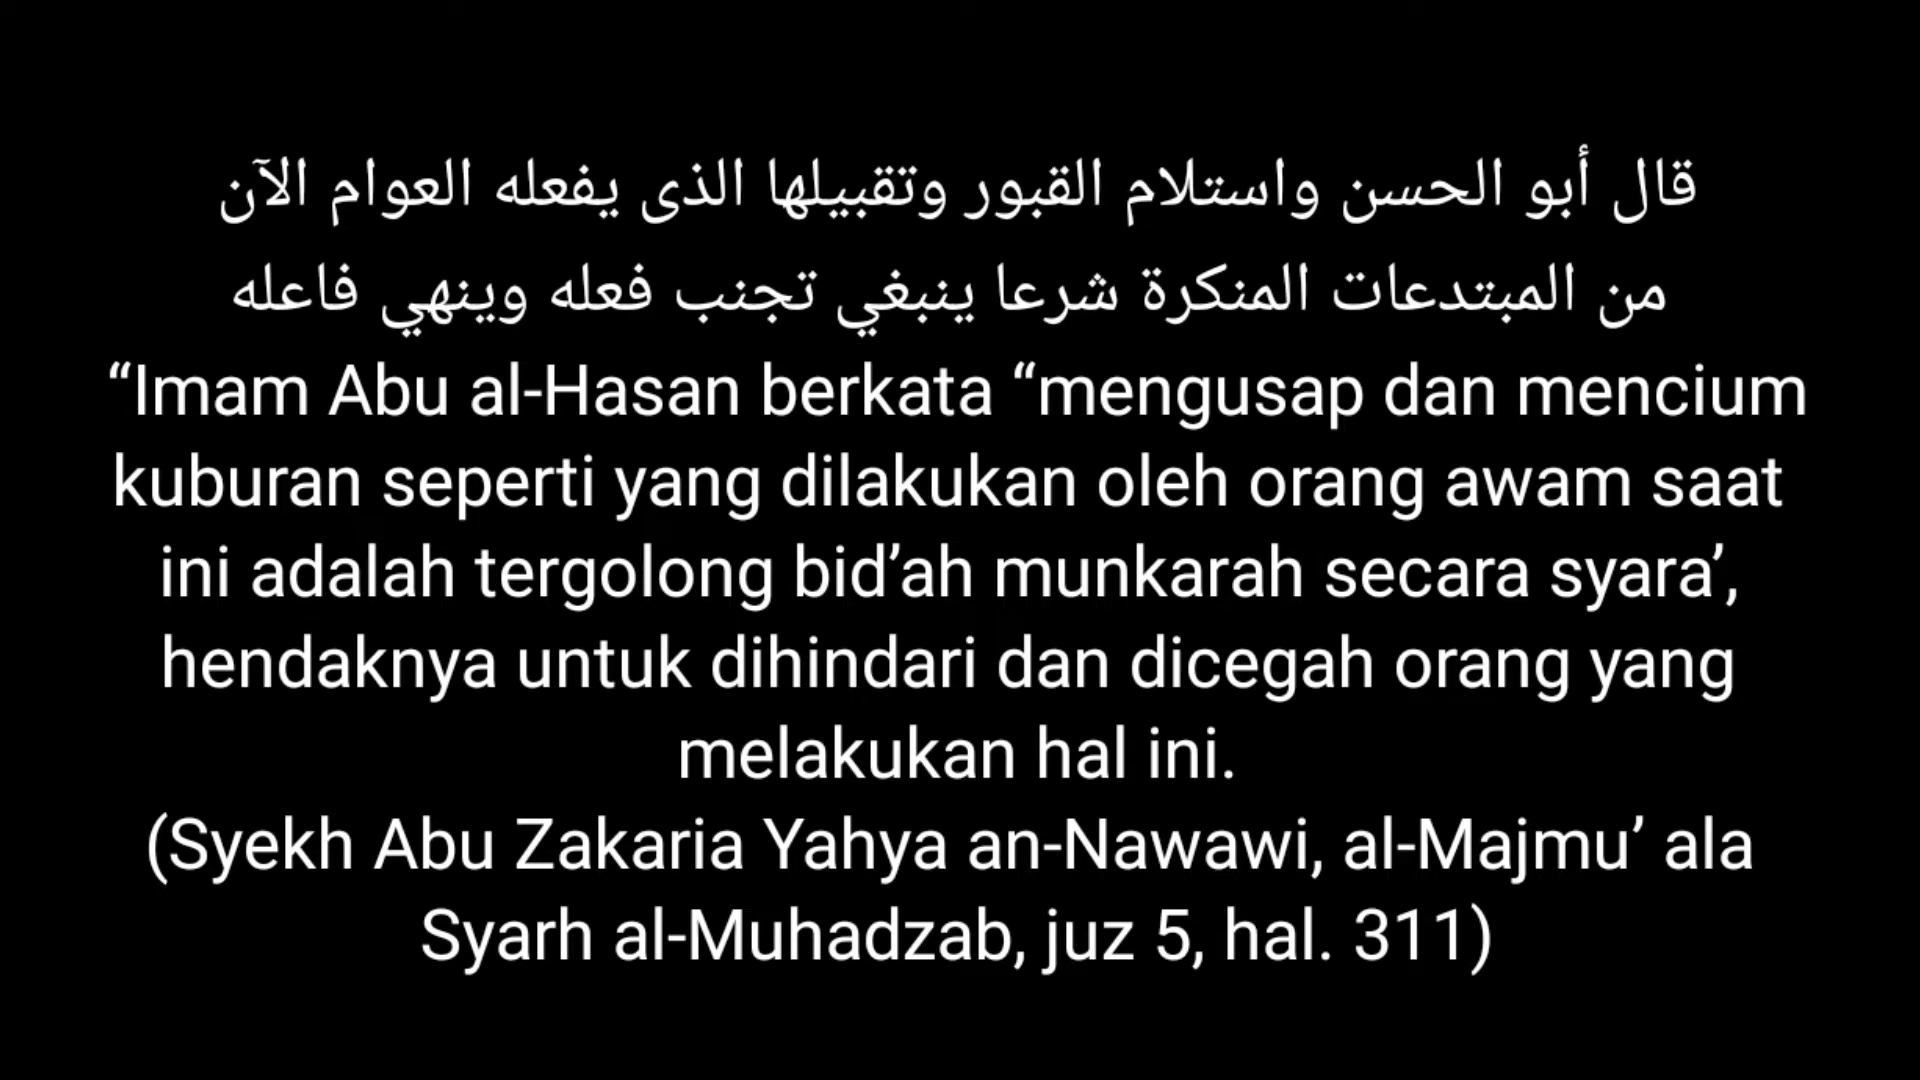 قال أبو الحسن واستلام القبور وتقبيلها الذى يفعله العوام الآن
من المبتدعات المنكرة شرعا ينبغي تجنب فعله وينهي فاعله
“Imam Abu al-Hasan berkata “mengusap dan mencium
kuburan seperti yang dilakukan oleh orang awam saat
ini adalah tergolong bid’ah munkarah secara syara’,
hendaknya untuk dihindari dan dicegah orang yang
melakukan hal ini.
(Syekh Abu Zakaria Yahya an-Nawawi, al-Majmu’ ala
Syarh al-Muhadzab, juz 5, hal. 311)